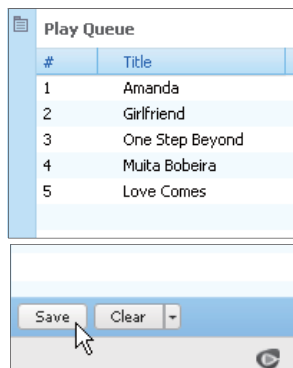 Play Queue
# Title
1 Amanda
2 Girlfriend
3 One Step Beyond
4 Muita Bobeira
5 Love Comes
Save Clear